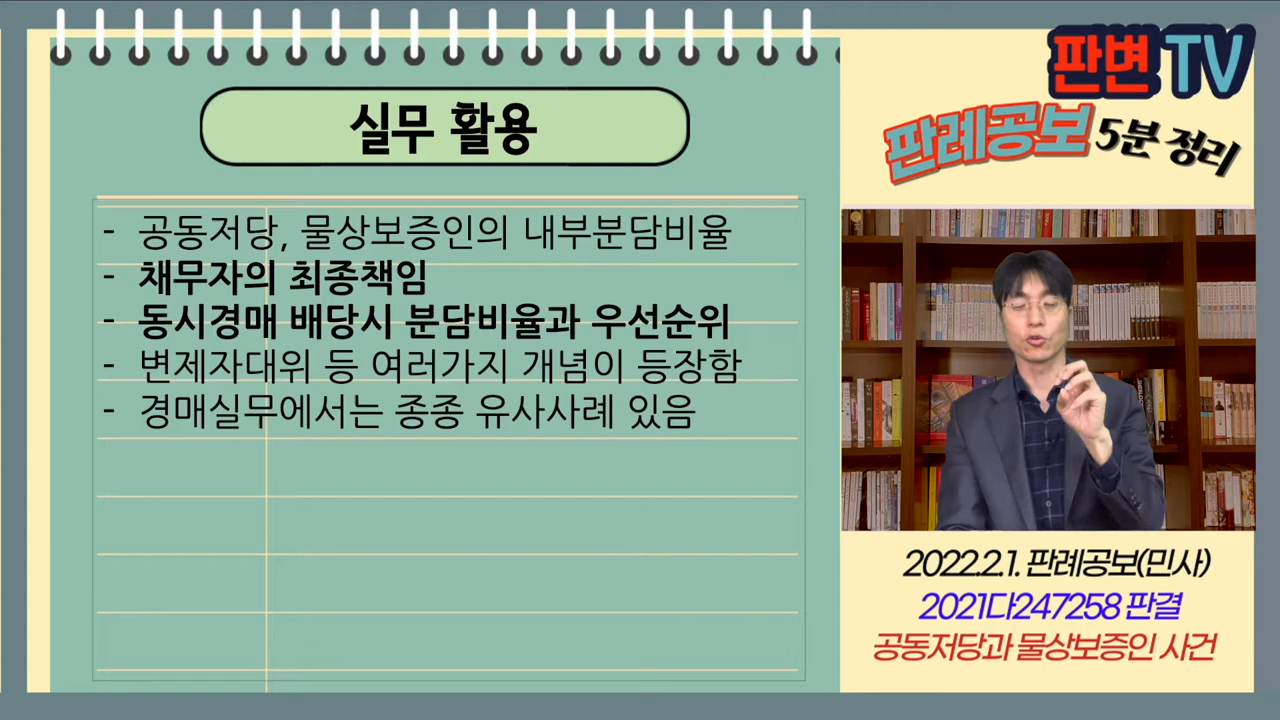 실무 활용
- 공동저당, 물상보증인의 내부분담비율
- 채무자의 최종책임
- 동시경매 배당시 분담비율과 우선순위
- 변제자대위 등 여러가지 개념이 등장함
- 경매실무에서는 종종 유사사례 있음
판변 TV
판례공보 5분 정리
2022.2.1. 판례공보(민사)
2021다247258 판결
공동저당과 물상보증인 사건